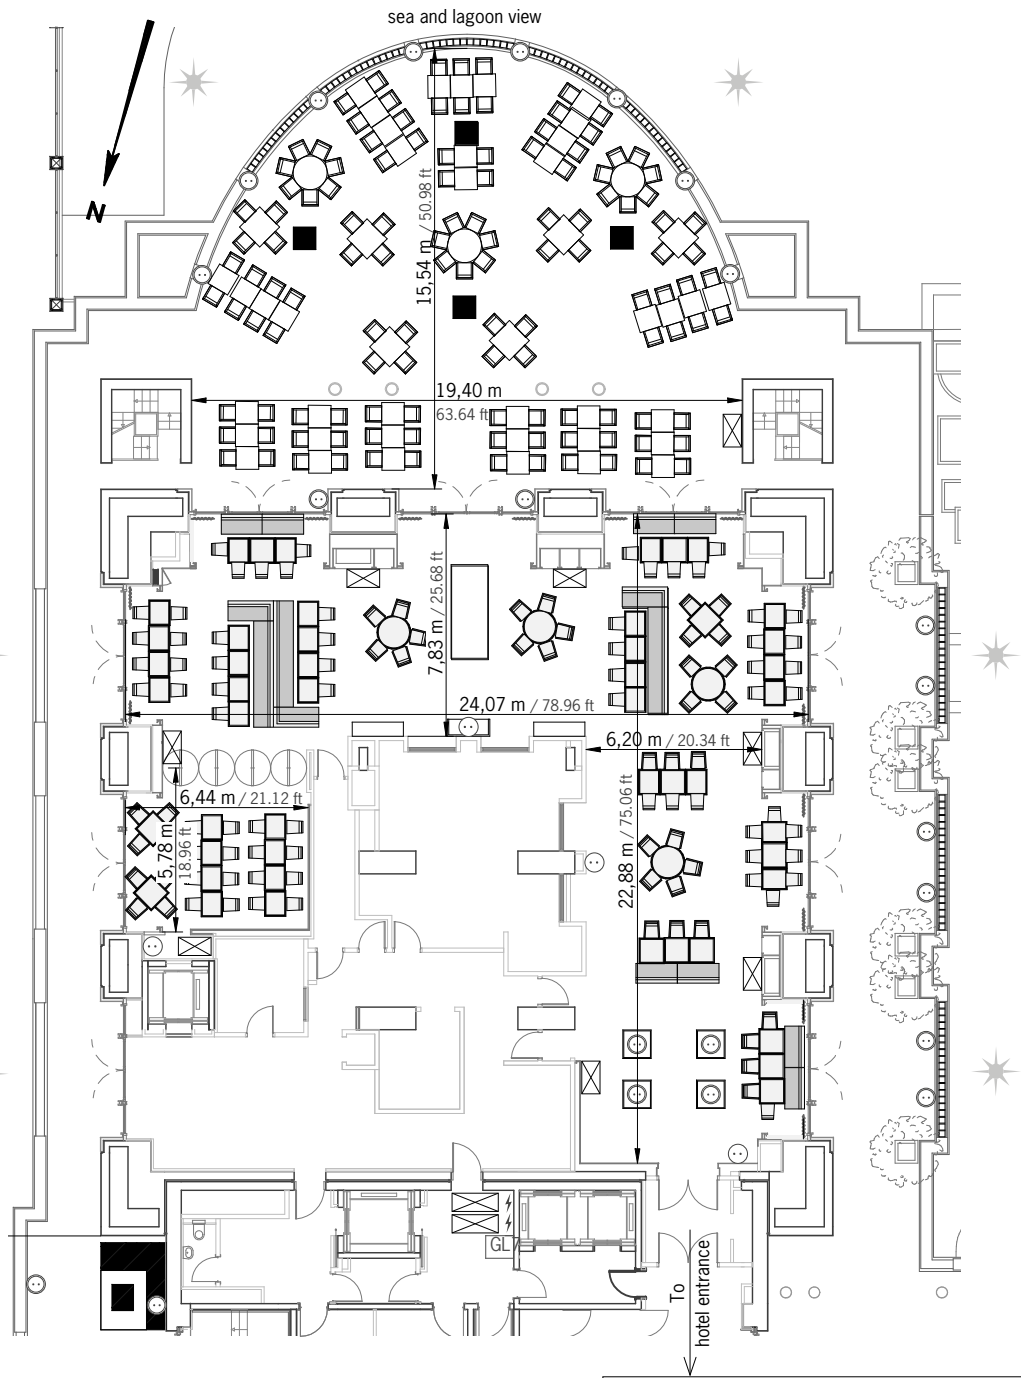 sea and lagoon view
N
15,54 m / 50.98 ft
19,40 m
63.64 ft
7,83 m / 25.68 ft
24,07 m / 78.96 ft
6,20 m / 20.34 ft
6,44 m / 21.12 ft
5,78 m
18.96 ft
22,88 m / 75.06 ft
To
hotel entrance